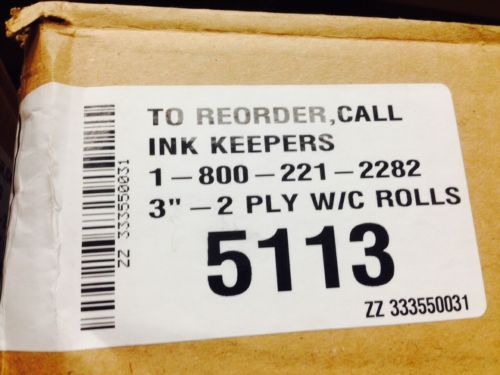 TO REORDER,CALL
INK KEEPERS
1-800-221-2282
3" -2 PLY W/C ROLLS
5113
ZZ 333550031
ZZ 333550031